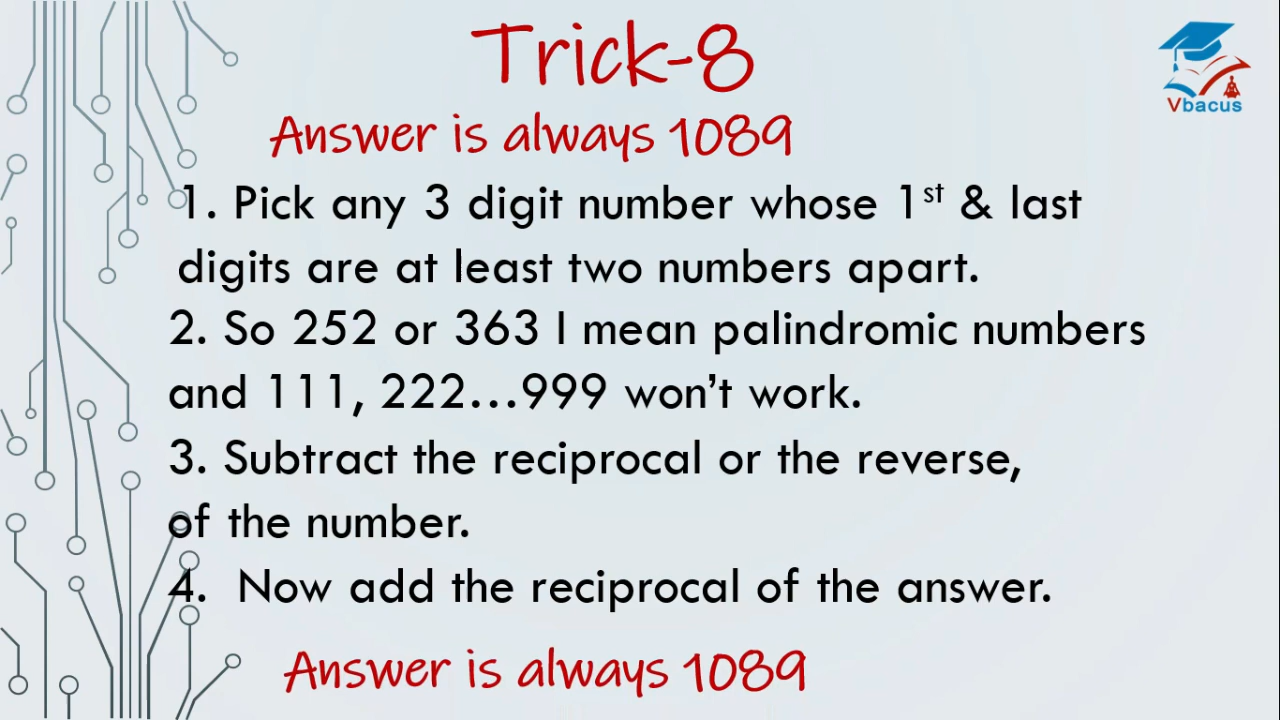 Trick-8
Vbacus
Answer is always 1089
1. Pick any 3 digit number whose 1st & last
digits are at least two numbers apart.
2. So 252 or 363 I mean palindromic numbers
and 111, 222...999 won't work.
3. Subtract the reciprocal or the reverse,
of the number.
4. Now add the reciprocal of the answer.
Answer is always 1089